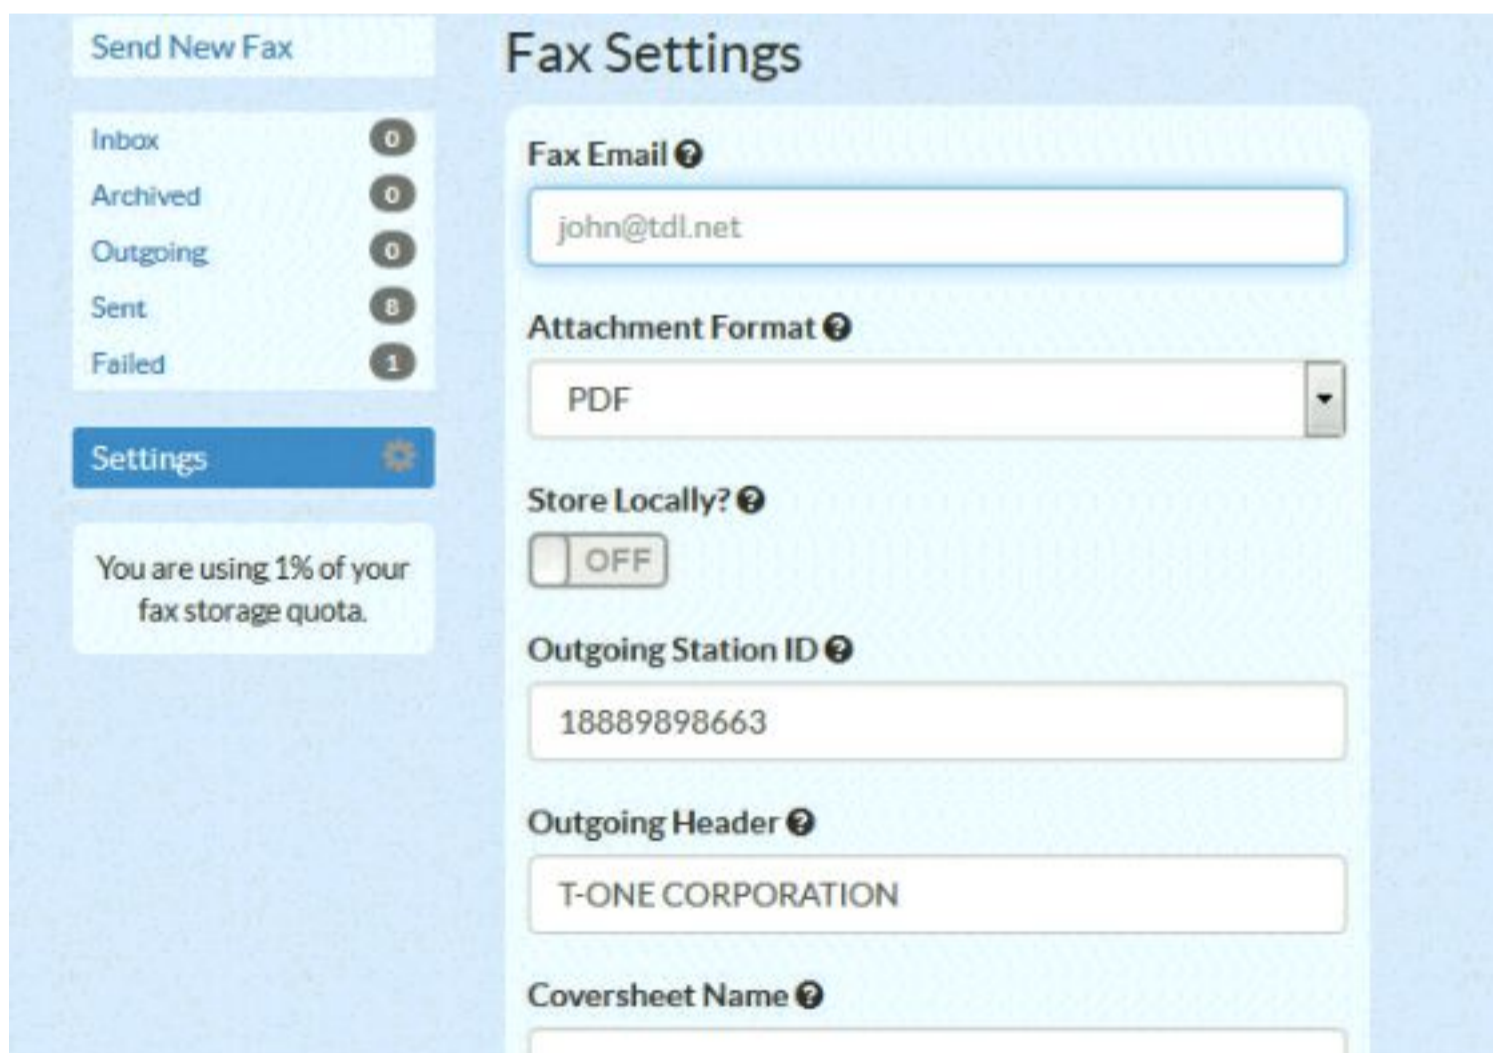 Send New Fax
Inbox 0
Archived 0
Outgoing 0
Sent 8
Failed 1
Settings
You are using 1% of your
fax storage quota.
Fax Settings
Fax Email
john@tdl.net
Attachment Format
PDF
Store Locally?
OFF
Outgoing Station ID
18889898663
Outgoing Header
T-ONE CORPORATION
Coversheet Name